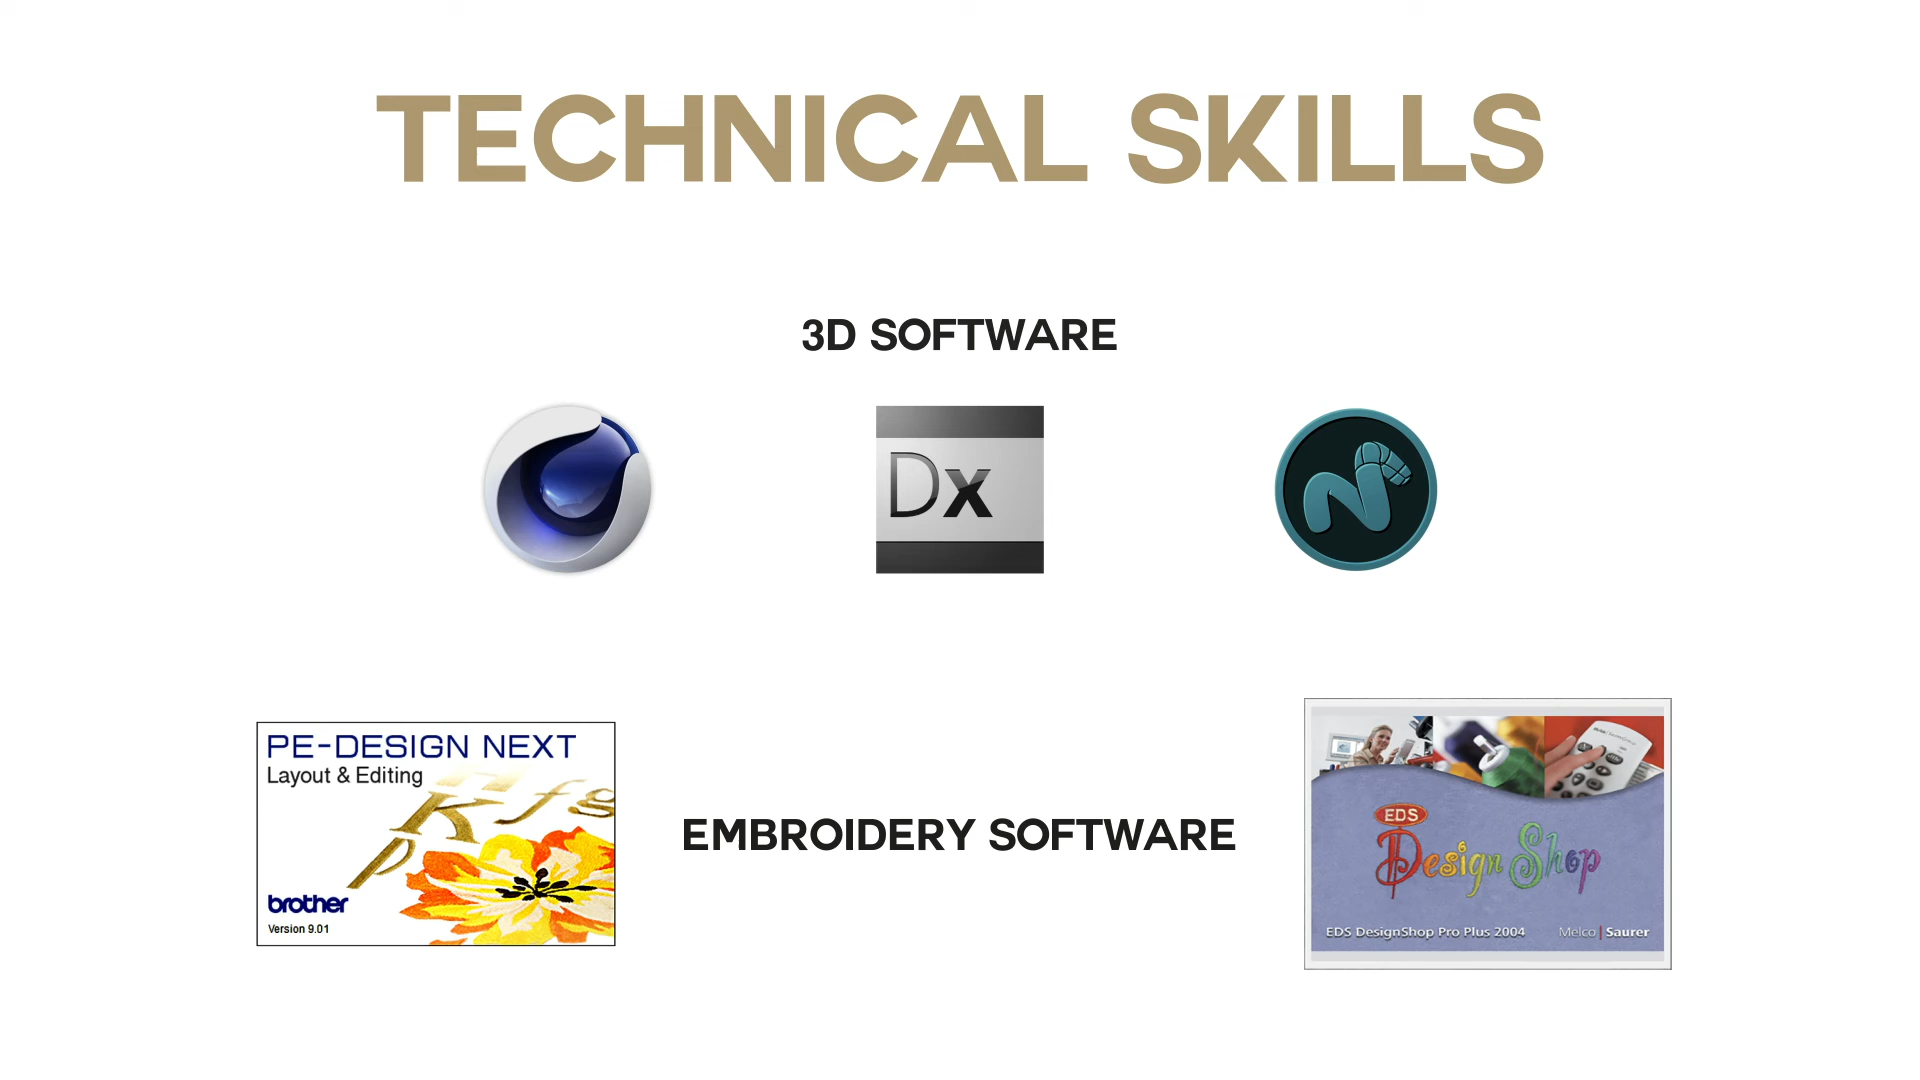 TECHNICAL SKILLS
3D SOFTWARE
Dx
PE-DESIGN NEXT
Layout & Editing
K f g
p
brother
Version 9.01
EMBROIDERY SOFTWARE
EDS
Design Shop
EDS DesignShop Pro Plus 2004
Melco | Saurer